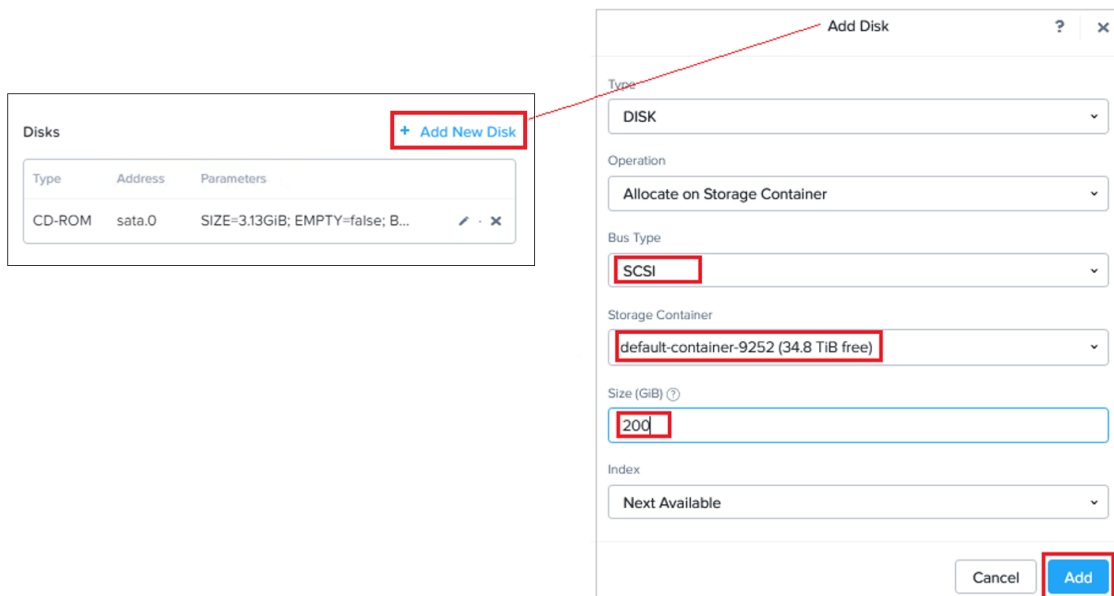 Disks
+ Add New Disk
Type Address Parameters
CD-ROM sata.0 SIZE=3.13GiB; EMPTY=false; B...
Add Disk ? ×
Type
DISK
Operation
Allocate on Storage Container
Bus Type
SCSI
Storage Container
default-container-9252 (34.8 TiB free)
Size (GiB) ?
200
Index
Next Available
Cancel Add